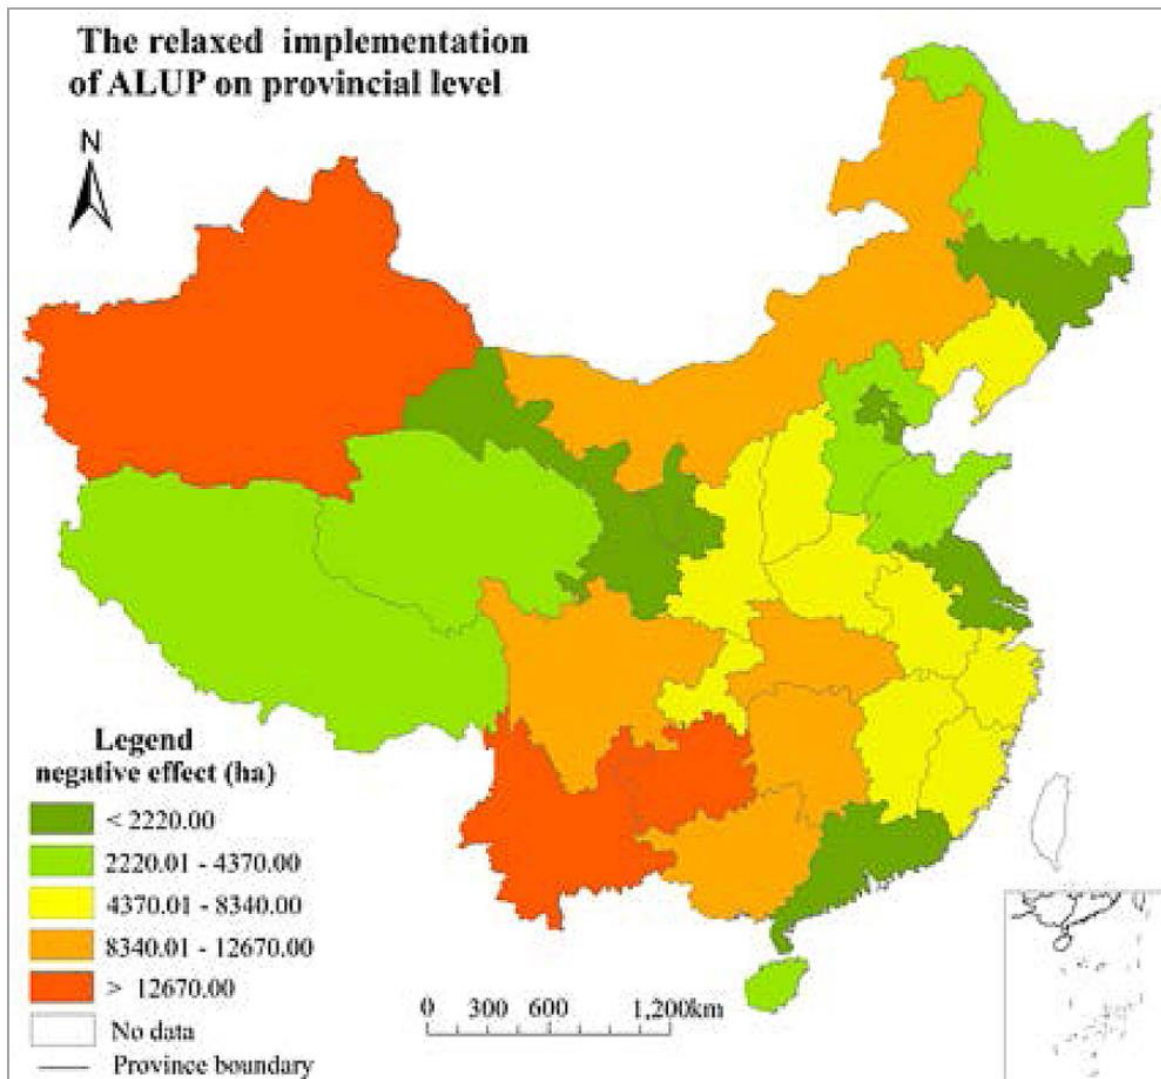 The relaxed implementation
of ALUP on provincial level
N
Legend
negative effect (ha)
< 2220.00
2220.01 - 4370.00
4370.01 - 8340.00
8340.01 - 12670.00
> 12670.00
No data
Province boundary
0 300 600 1,200km